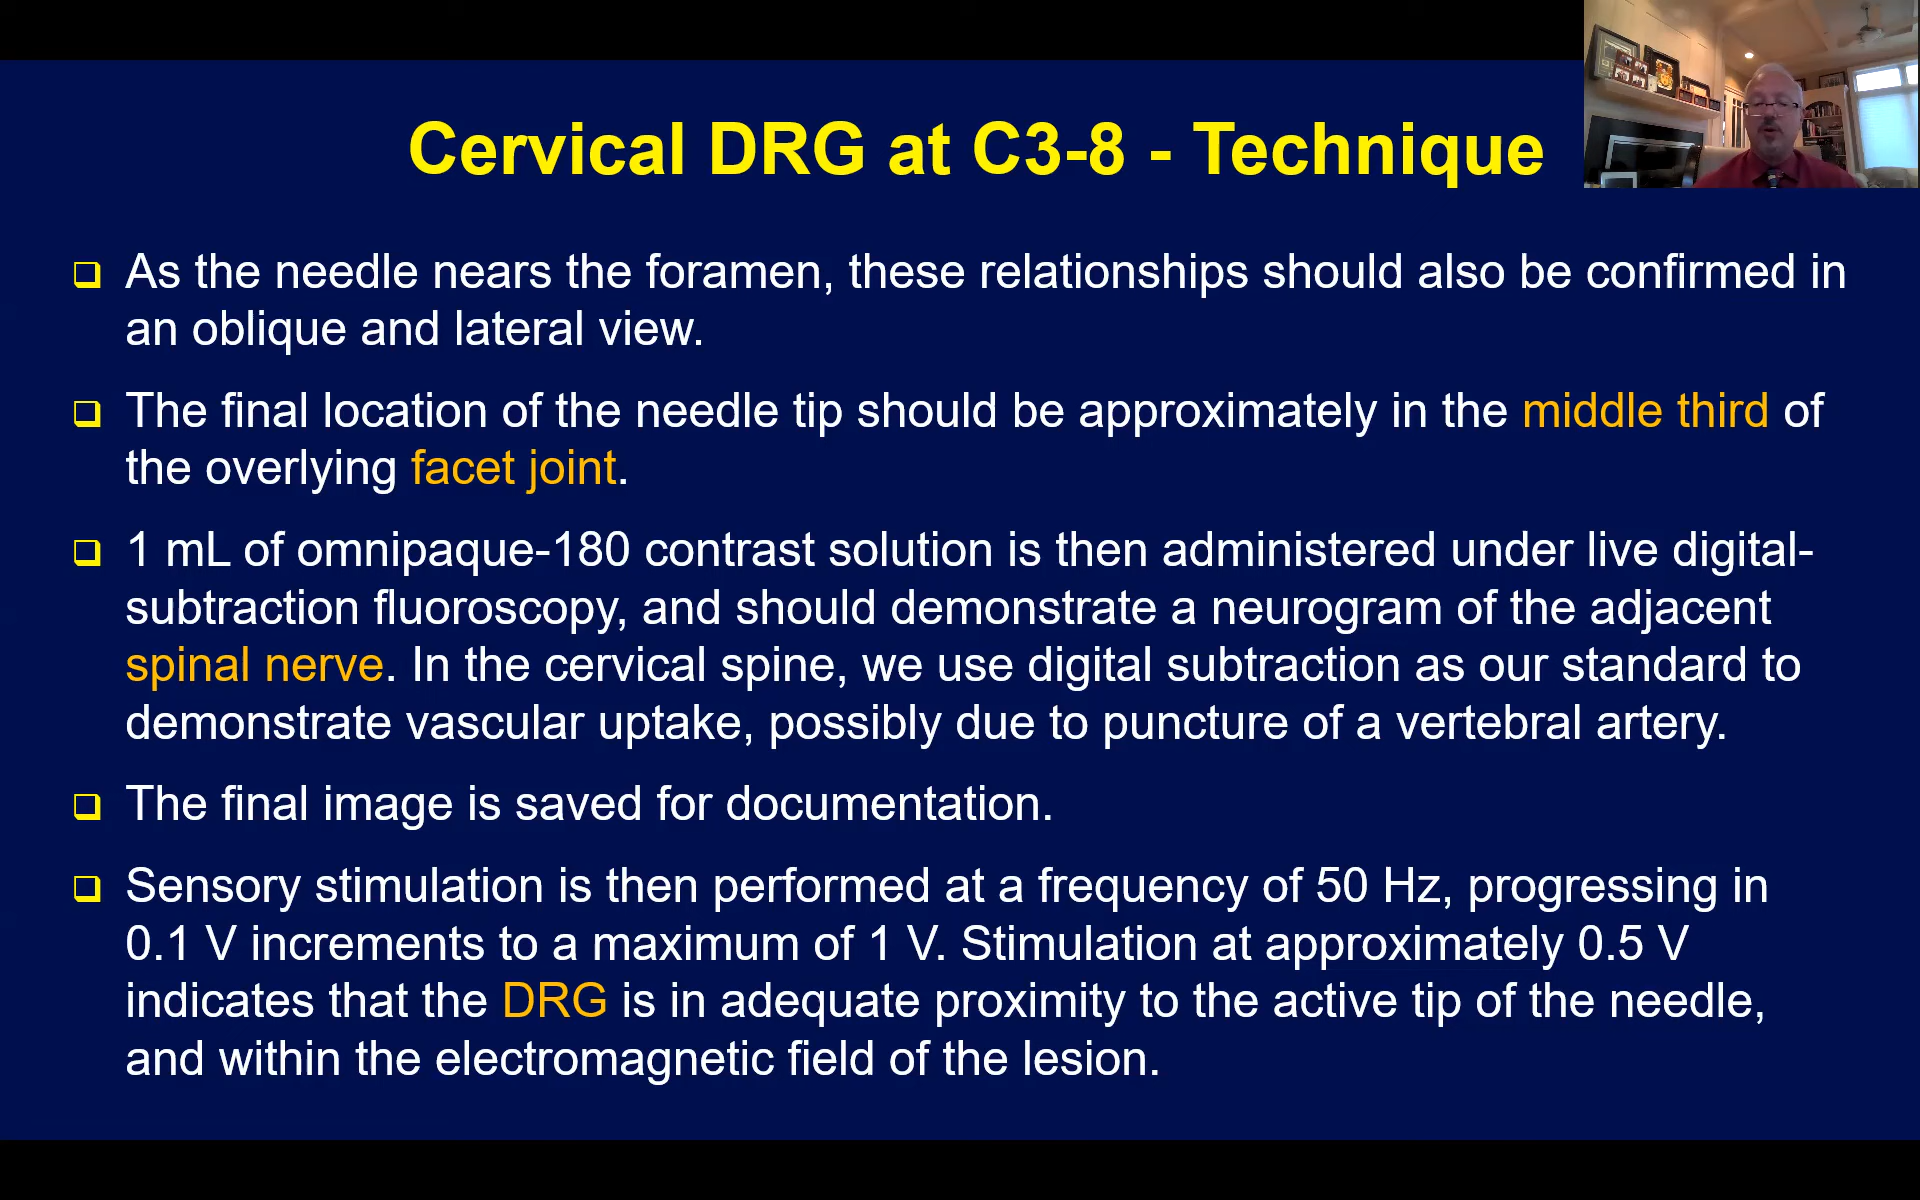 Cervical DRG at C3-8 - Technique
As the needle nears the foramen, these relationships should also be confirmed in
an oblique and lateral view.
The final location of the needle tip should be approximately in the middle third of
the overlying facet joint.
1 mL of omnipaque-180 contrast solution is then administered under live digital-
subtraction fluoroscopy, and should demonstrate a neurogram of the adjacent
spinal nerve. In the cervical spine, we use digital subtraction as our standard to
demonstrate vascular uptake, possibly due to puncture of a vertebral artery.
The final image is saved for documentation.
Sensory stimulation is then performed at a frequency of 50 Hz, progressing in
0.1 V increments to a maximum of 1 V. Stimulation at approximately 0.5 V
indicates that the DRG is in adequate proximity to the active tip of the needle,
and within the electromagnetic field of the lesion.